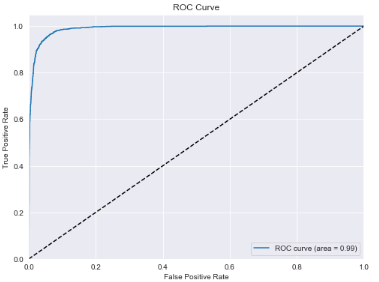 ROC Curve
1.0
0.8
0.6
0.4
0.2
0.0
True Positive Rate
ROC curve (area = 0.99)
0.0 0.2 0.4 0.6 0.8 1.0
False Positive Rate